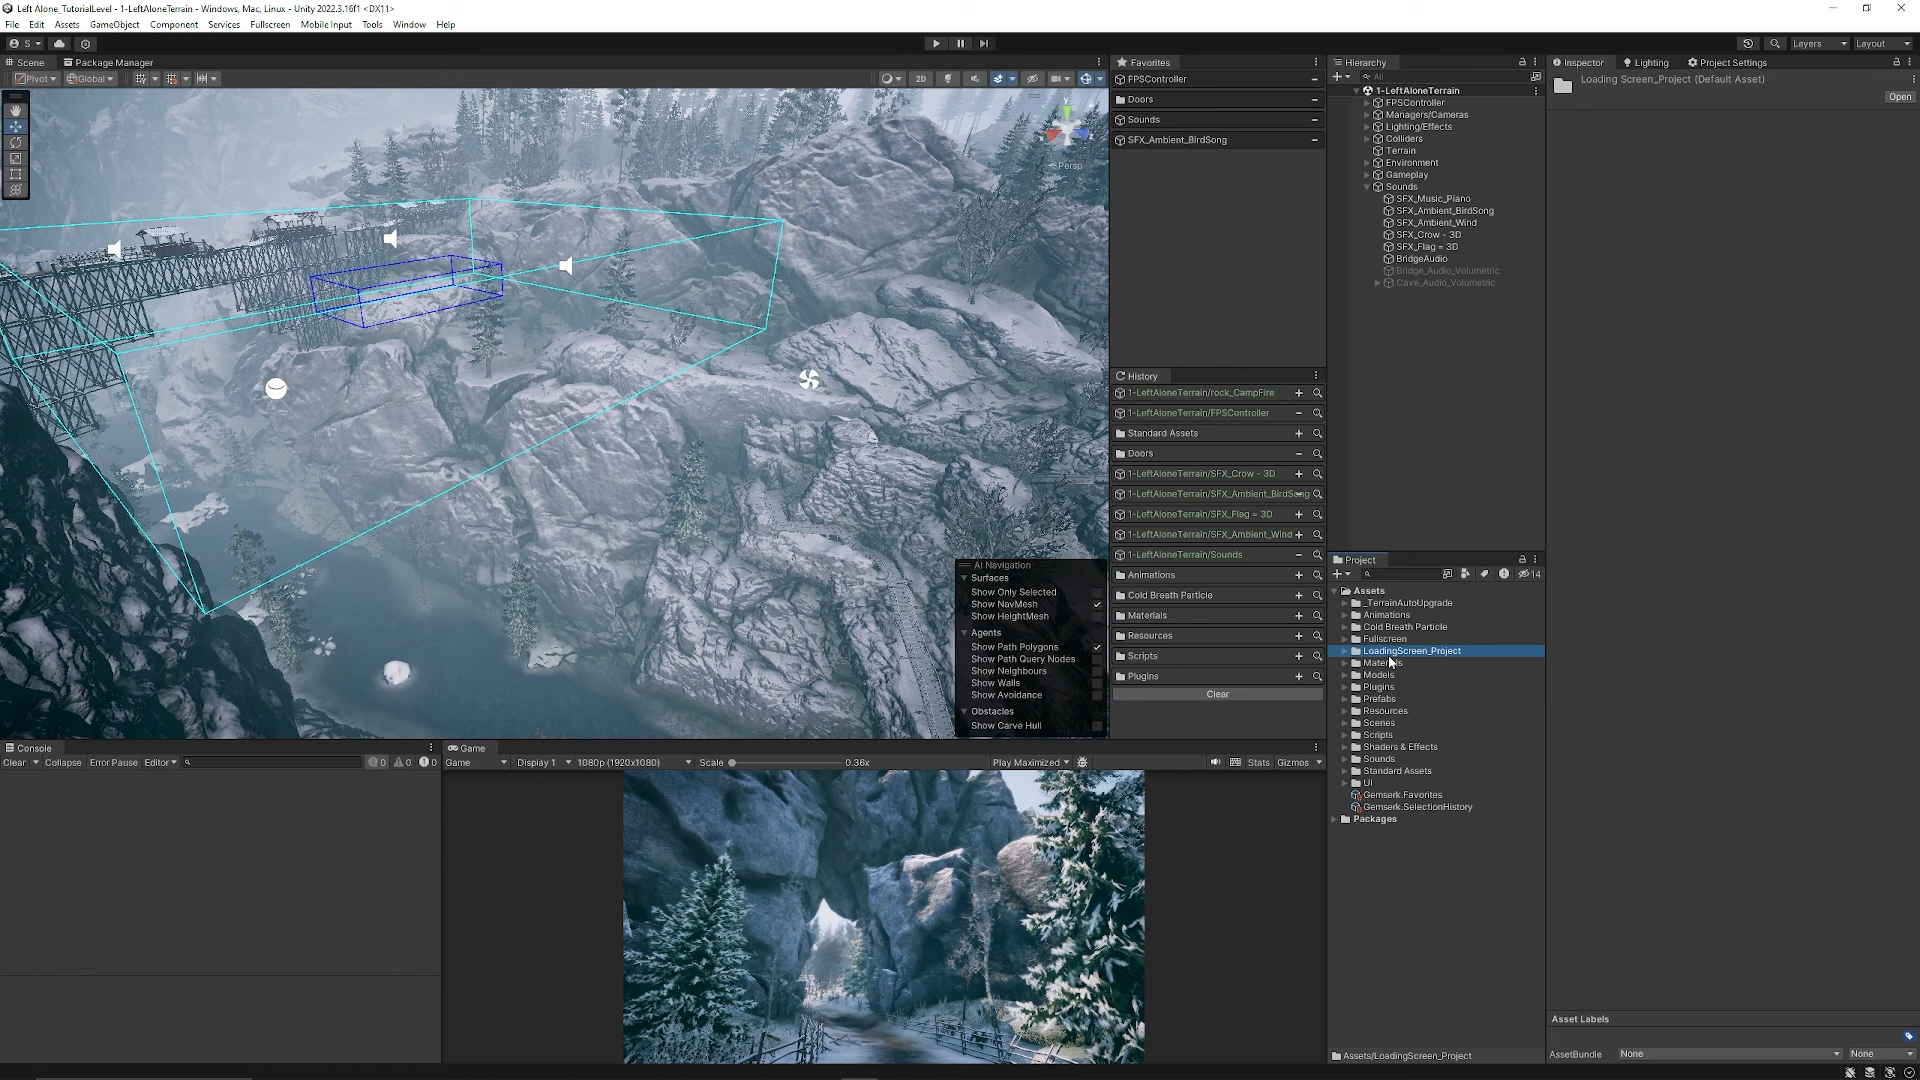 Left Alone_TutorialLevel - 1-LeftAloneTerrain - Windows, Mac, Linux - Unity 2022.3.16f1 <DX11>
File Edit Assets GameObject Component Services Fullscreen Mobile Input Tools Window Help
S Layers Layout
Scene Package Manager
Pivot Global 2D
y
Persp
AI Navigation
Surfaces
Show Only Selected
Show NavMesh
Show HeightMesh
Agents
Show Path Polygons
Show Path Query Nodes
Show Neighbours
Show Walls
Show Avoidance
Obstacles
Show Carve Hull
Favorites
FPSController
Doors
Sounds
SFX_Ambient_BirdSong
History
1-LeftAloneTerrain/rock_CampFire
1-LeftAloneTerrain/FPSController
Standard Assets
Doors
1-LeftAloneTerrain/SFX_Crow - 3D
1-LeftAloneTerrain/SFX_Ambient_BirdSong
1-LeftAloneTerrain/SFX_Flag = 3D
1-LeftAloneTerrain/SFX_Ambient_Wind
1-LeftAloneTerrain/Sounds
Animations
Cold Breath Particle
Materials
Resources
Scripts
Plugins
Clear
Hierarchy
All
1-LeftAloneTerrain
FPSController
Managers/Cameras
Lighting/Effects
Colliders
Terrain
Environment
Gameplay
Sounds
SFX_Music_Piano
SFX_Ambient_BirdSong
SFX_Ambient_Wind
SFX_Crow - 3D
SFX_Flag = 3D
BridgeAudio
Bridge_Audio_Volumetric
Cave_Audio_Volumetric
Project
14
Assets
_TerrainAutoUpgrade
Animations
Cold Breath Particle
Fullscreen
LoadingScreen_Project
Materials
Models
Plugins
Prefabs
Resources
Scenes
Scripts
Shaders & Effects
Sounds
Standard Assets
UI
Gemserk.Favorites
Gemserk.SelectionHistory
Packages
Assets/LoadingScreen_Project
Inspector Lighting Project Settings
Loading Screen_Project (Default Asset)
Open
Asset Labels
AssetBundle None None
Console
Clear Collapse Error Pause Editor 0 0 0
Game
Game Display 1 1080p (1920x1080) Scale 0.36x Play Maximized Stats Gizmos